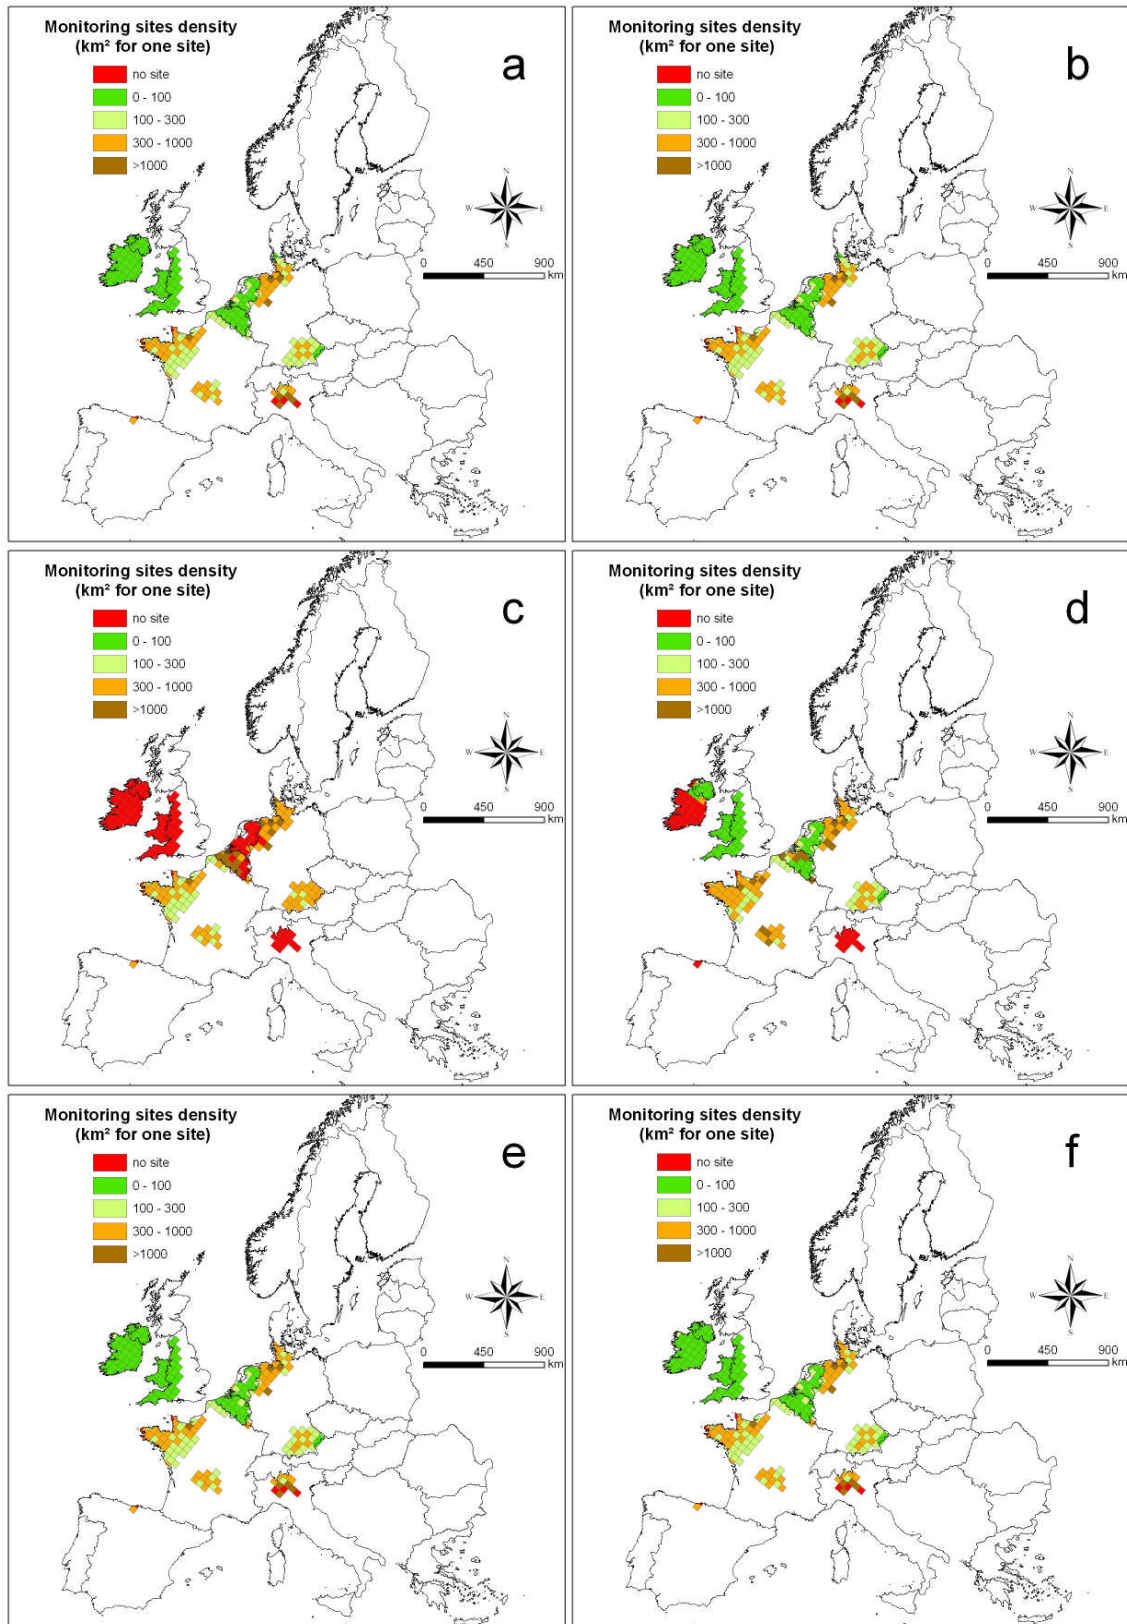 Monitoring sites density
(km² for one site)
no site
0 - 100
100 - 300
300 - 1000
>1000
a
N
W
E
S
0
450
900
km
Monitoring sites density
(km² for one site)
no site
0 - 100
100 - 300
300 - 1000
>1000
b
N
W
E
S
0
450
900
km
Monitoring sites density
(km² for one site)
no site
0 - 100
100 - 300
300 - 1000
>1000
c
N
W
E
S
0
450
900
km
Monitoring sites density
(km² for one site)
no site
0 - 100
100 - 300
300 - 1000
>1000
d
N
W
E
S
0
450
900
km
Monitoring sites density
(km² for one site)
no site
0 - 100
100 - 300
300 - 1000
>1000
e
N
W
E
S
0
450
900
km
Monitoring sites density
(km² for one site)
no site
0 - 100
100 - 300
300 - 1000
>1000
f
N
W
E
S
0
450
900
km